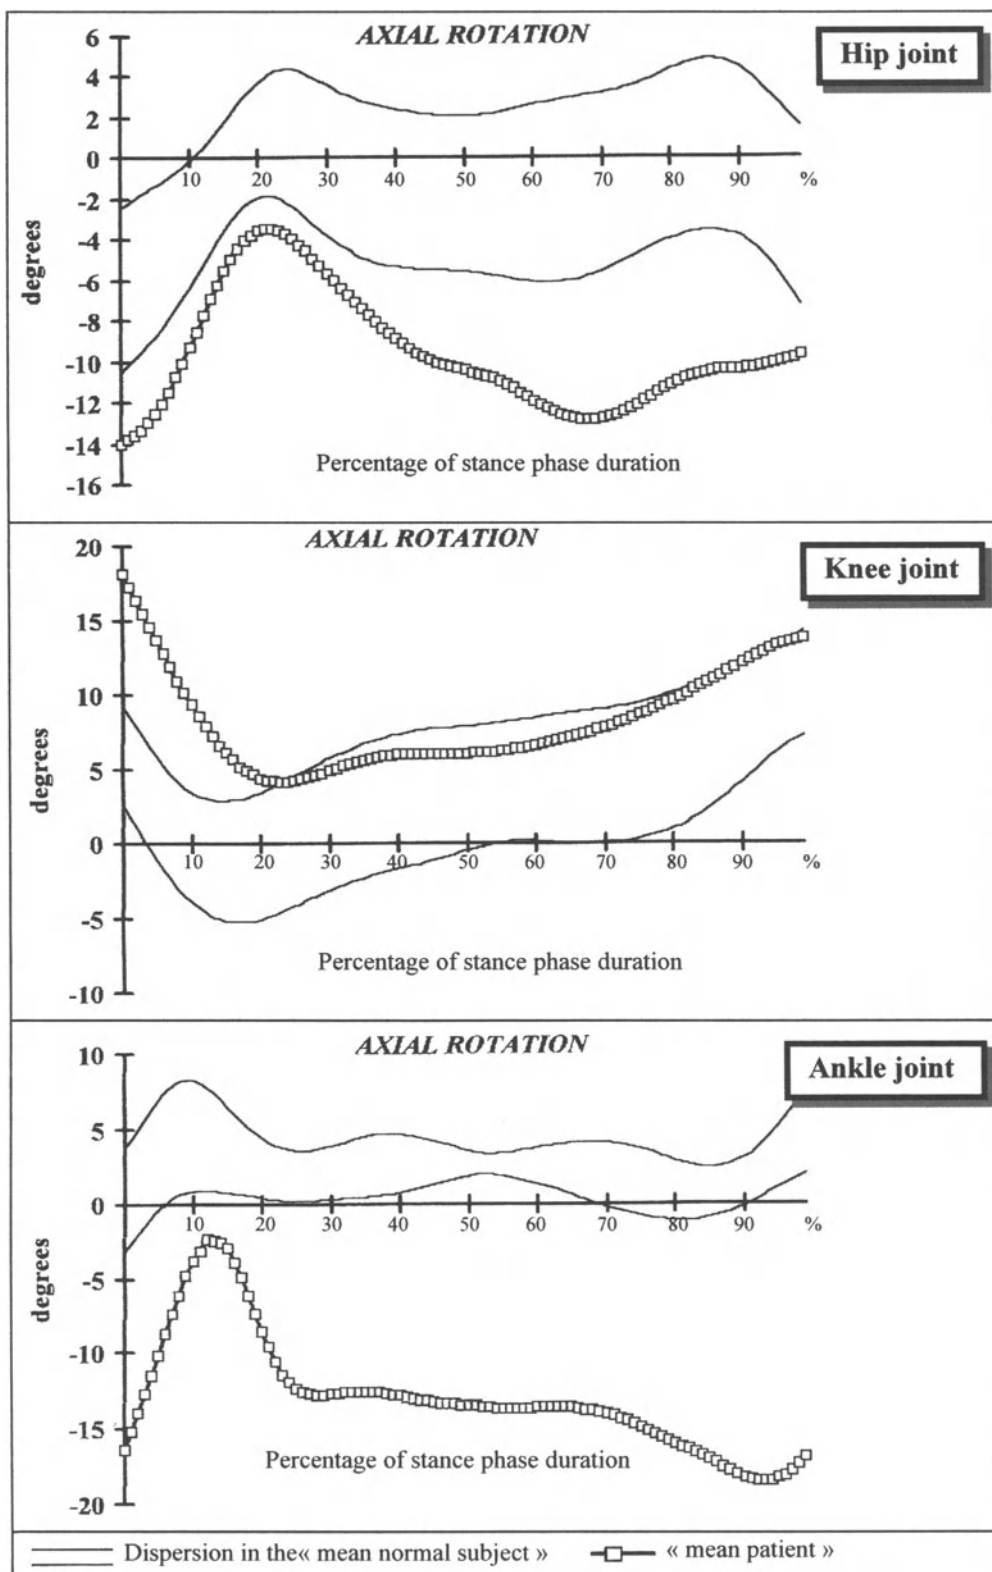 AXIAL ROTATION
Hip joint
6
4
2
0
-2
-4
-6
-8
-10
-12
-14
-16
degrees
10 20 30 40 50 60 70 80 90 %
Percentage of stance phase duration
AXIAL ROTATION
Knee joint
20
15
10
5
0
-5
-10
degrees
10 20 30 40 50 60 70 80 90 %
Percentage of stance phase duration
AXIAL ROTATION
Ankle joint
10
5
0
-5
-10
-15
-20
degrees
10 20 30 40 50 60 70 80 90 %
Percentage of stance phase duration
Dispersion in the« mean normal subject » « mean patient »